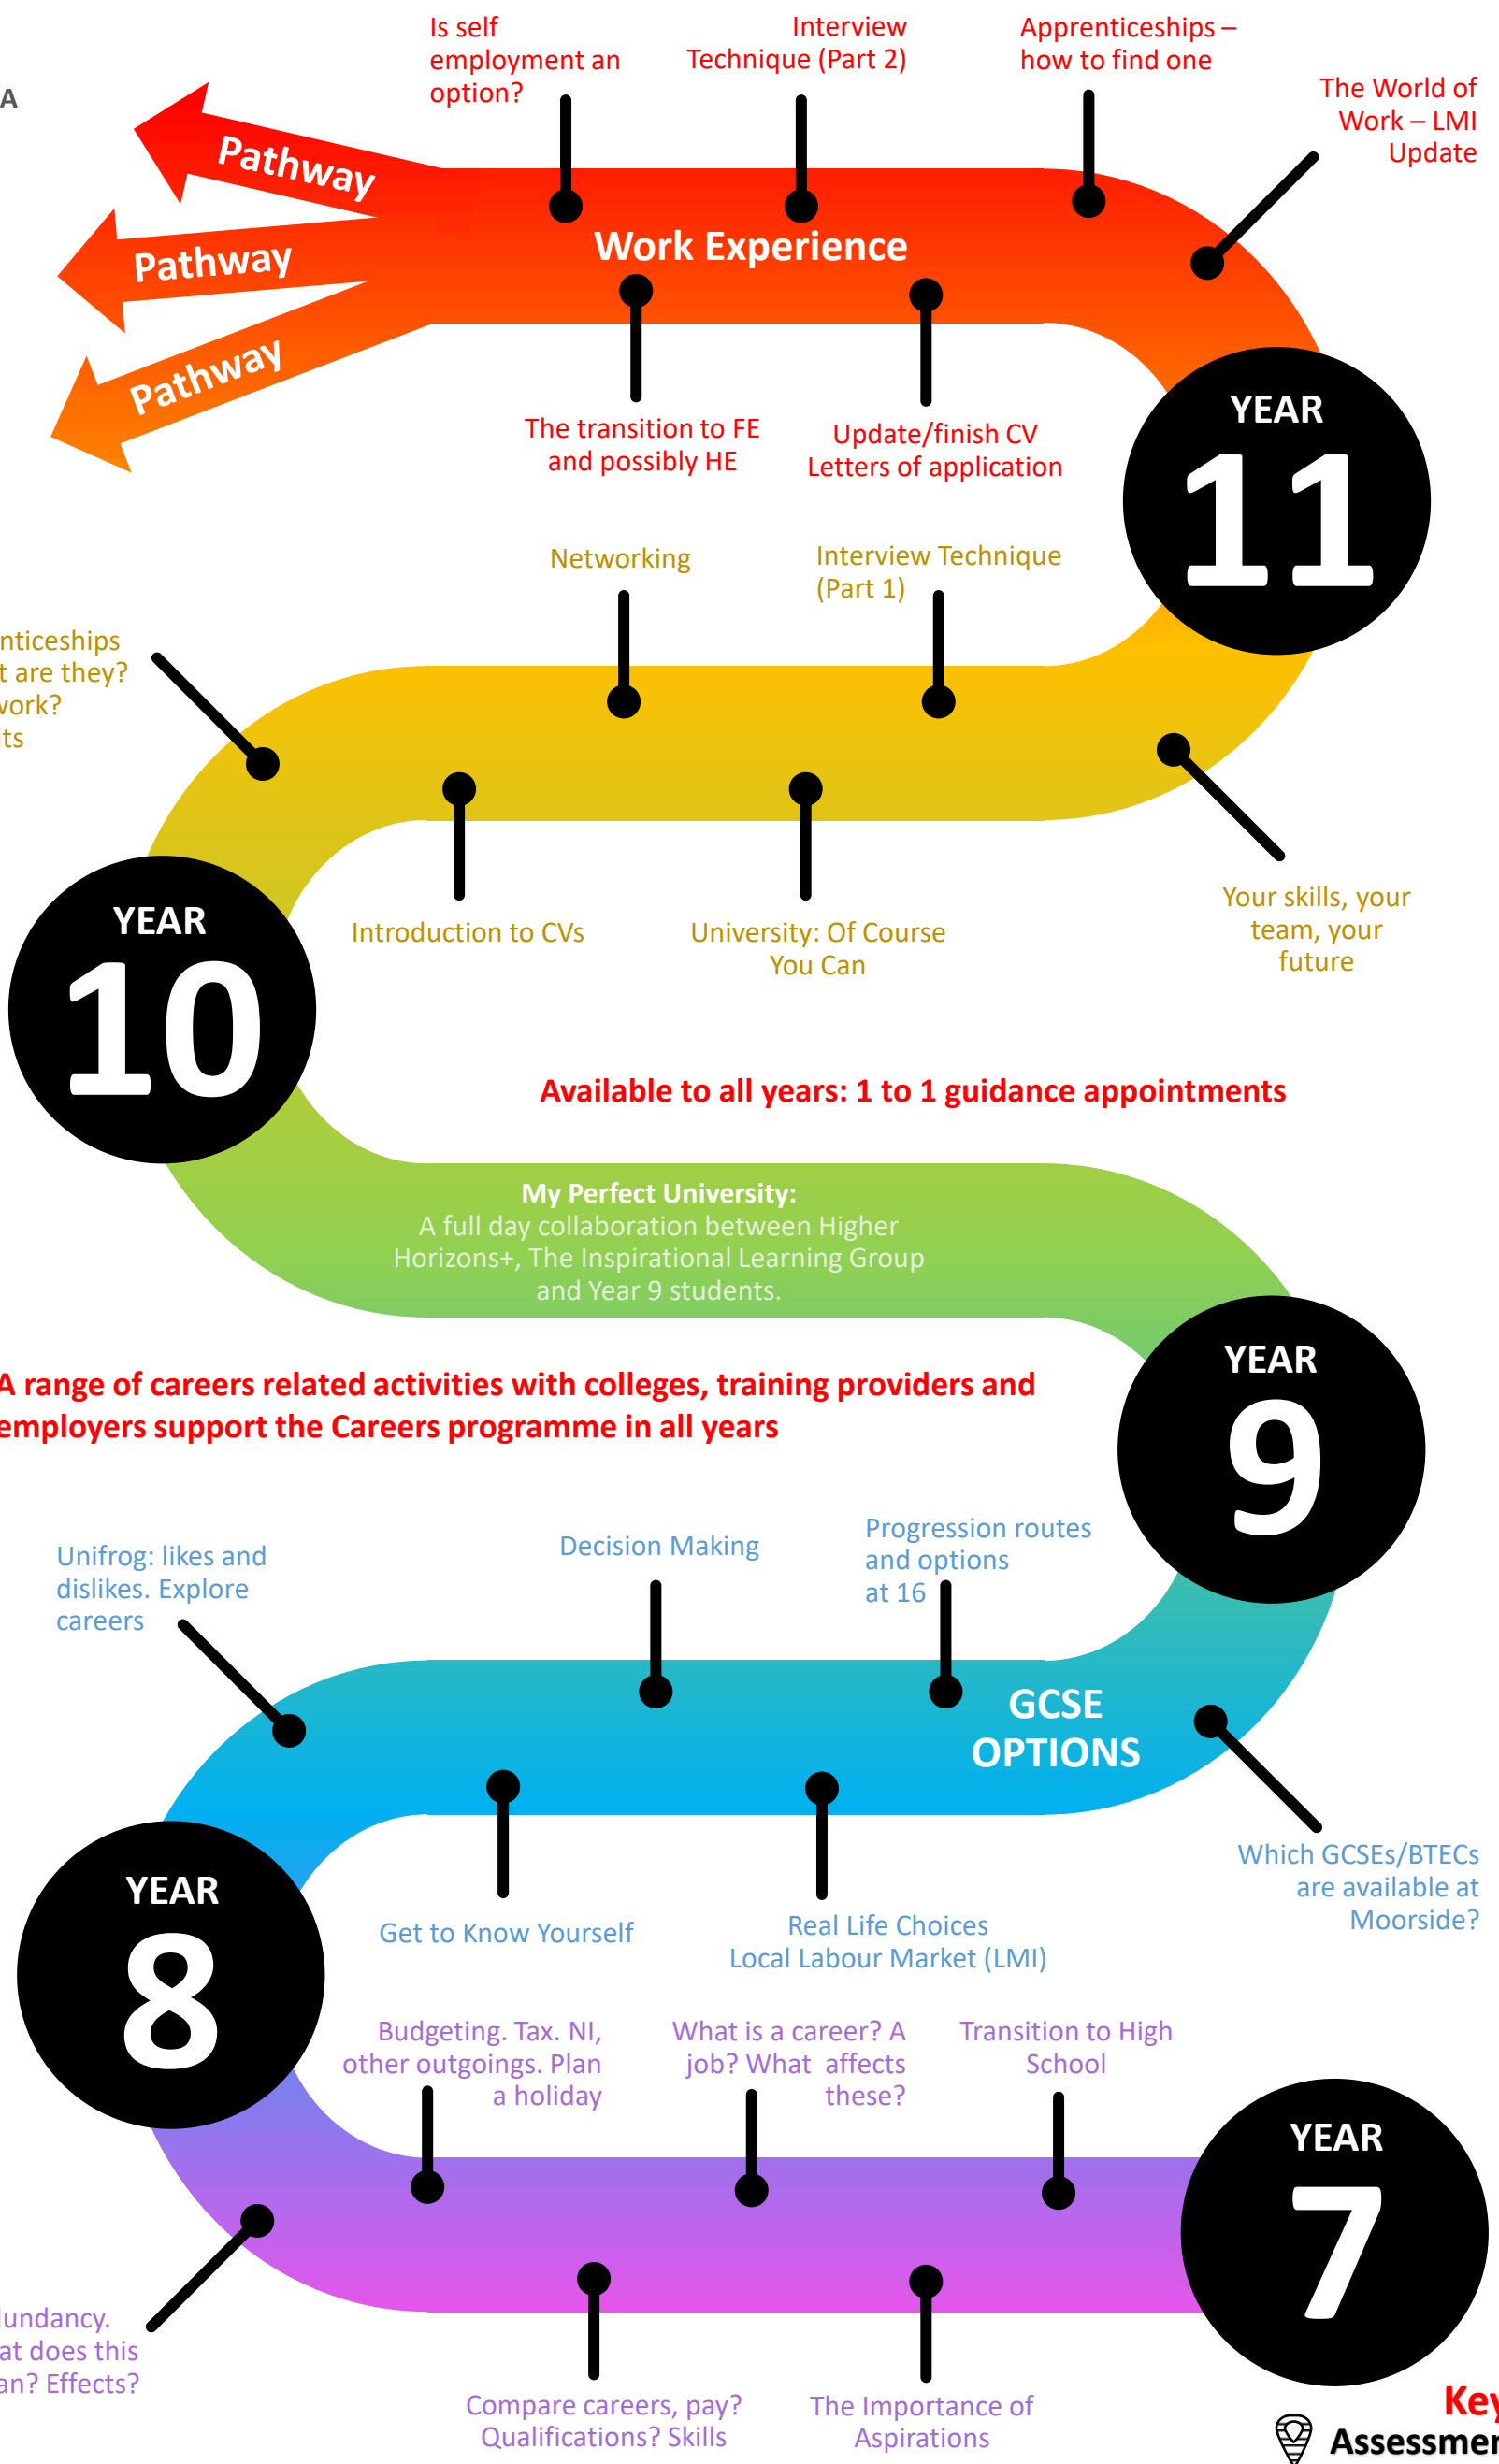 A
Is self
employment an
option?
Interview
Technique (Part 2)
Apprenticeships –
how to find one
The World of
Work – LMI
Update
Pathway
Pathway
Pathway
Work Experience
The transition to FE
and possibly HE
Update/finish CV
Letters of application
YEAR
11
Networking
Interview Technique
(Part 1)
nticeships
t are they?
work?
its
Introduction to CVs
University: Of Course
You Can
Your skills, your
team, your
future
YEAR
10
Available to all years: 1 to 1 guidance appointments
My Perfect University:
A full day collaboration between Higher
Horizons+, The Inspirational Learning Group
and Year 9 students.
YEAR
9
A range of careers related activities with colleges, training providers and
employers support the Careers programme in all years
Unifrog: likes and
dislikes. Explore
careers
Decision Making
Progression routes
and options
at 16
GCSE
OPTIONS
Get to Know Yourself
Real Life Choices
Local Labour Market (LMI)
Which GCSEs/BTECs
are available at
Moorside?
YEAR
8
Budgeting. Tax. NI,
other outgoings. Plan
a holiday
What is a career? A
job? What affects
these?
Transition to High
School
YEAR
7
dundancy.
at does this
an? Effects?
Compare careers, pay?
Qualifications? Skills
The Importance of
Aspirations
Key
Assessmen